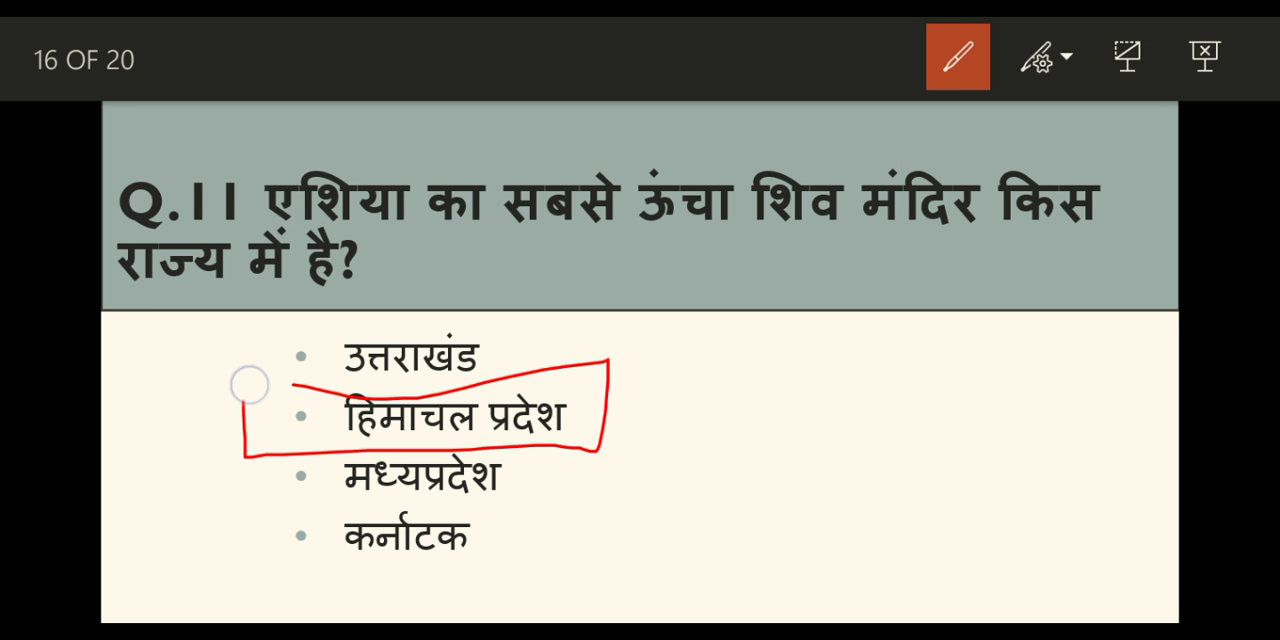 16 OF 20
Q.11 एशिया का सबसे ऊंचा शिव मंदिर किस
राज्य में है?
• उत्तराखंड
• हिमाचल प्रदेश
• मध्यप्रदेश
• कर्नाटक